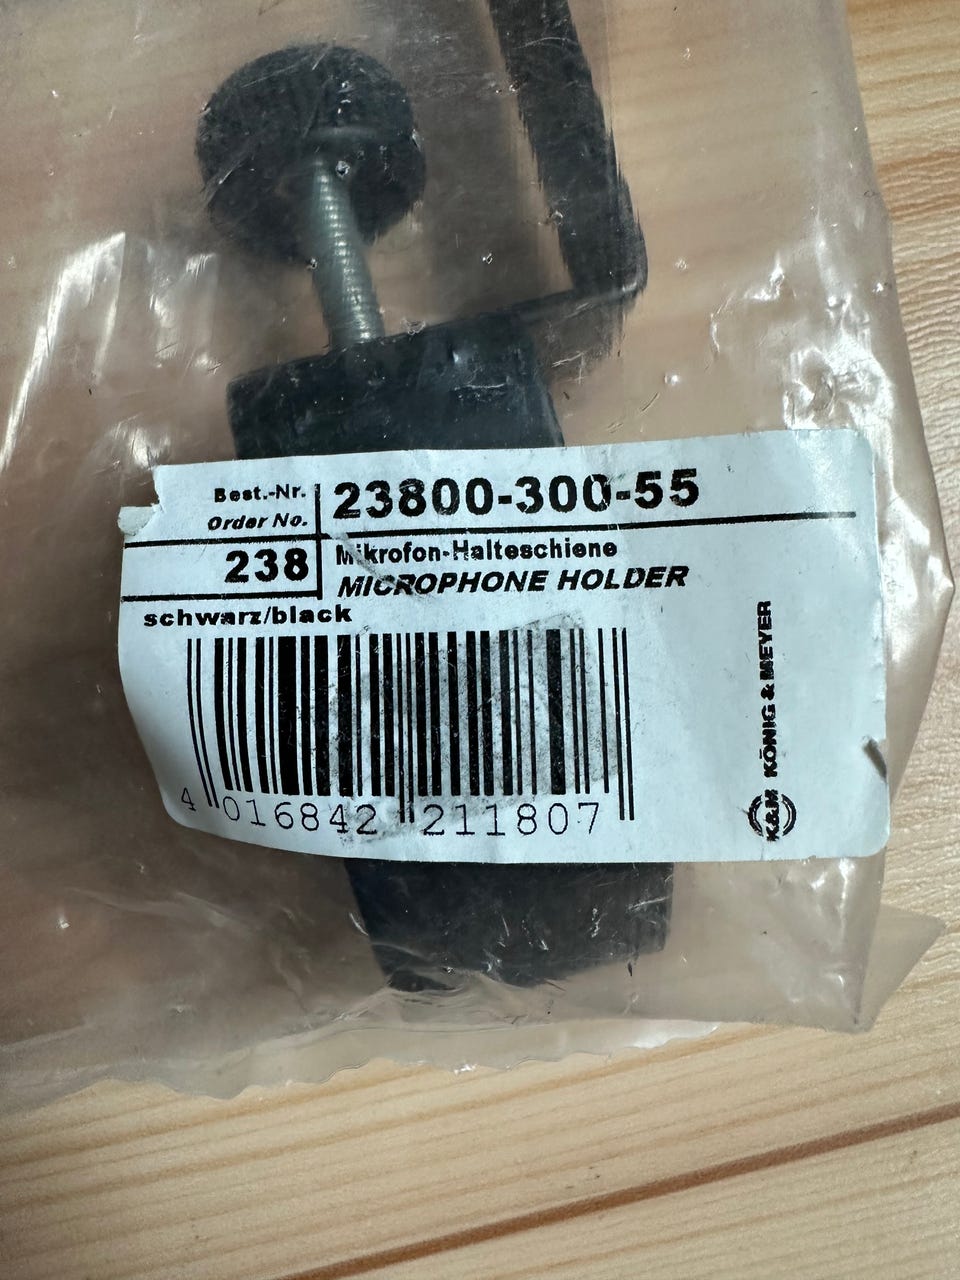 Best.-Nr.
Order No.
23800-300-55
238
Mikrofon-Halteschiene
MICROPHONE HOLDER
schwarz/black
4 016842 211807
K&M KÖNIG & MEYER